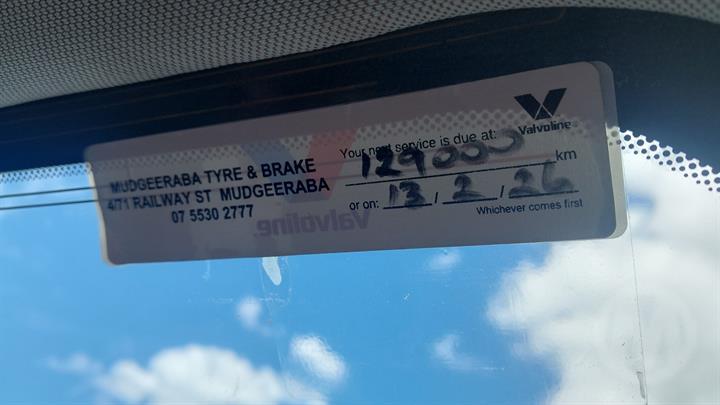 MUDGEERABA TYRE & BRAKE
4/71 RAILWAY ST MUDGEERABA
07 5530 2777
Valvoline
Your next service is due at:
129000 km
or on: 13 / 2 / 26
Whichever comes first
Valvoline